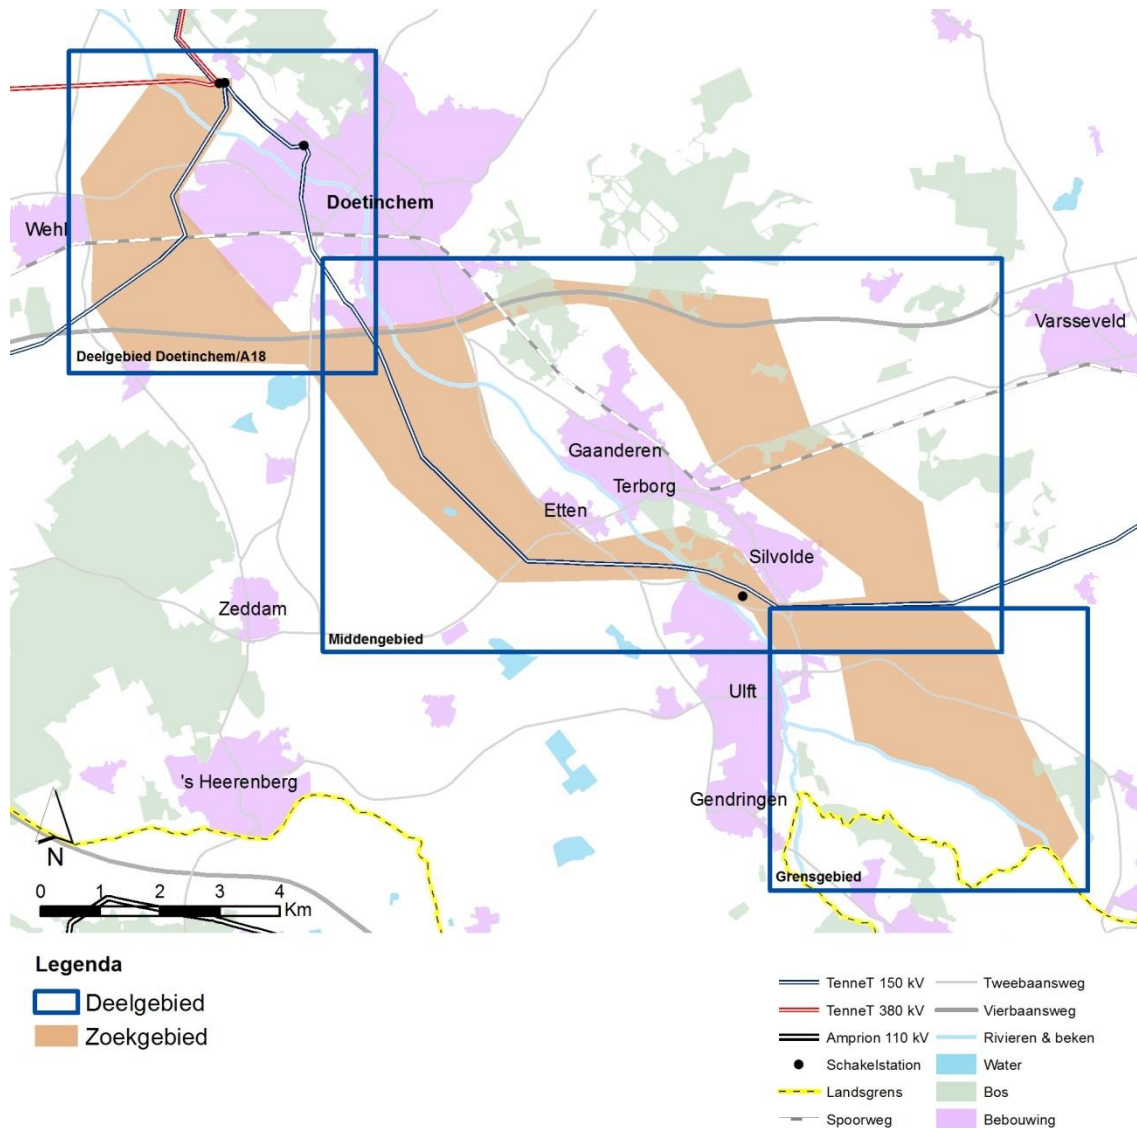 Doetinchem
Wehl
Varsseveld
Deelgebied Doetinchem/A18
Gaanderen
Terborg
Etten
Silvolde
Zeddam
Middengebied
Ulft
's Heerenberg
Gendringen
N
Grensgebied
0 1 2 3 4
Km
Legenda
Deelgebied
Zoekgebied
TenneT 150 kV
TenneT 380 kV
Amprion 110 kV
Schakelstation
Landsgrens
Spoorweg
Tweebaansweg
Vierbaansweg
Rivieren & beken
Water
Bos
Bebouwing